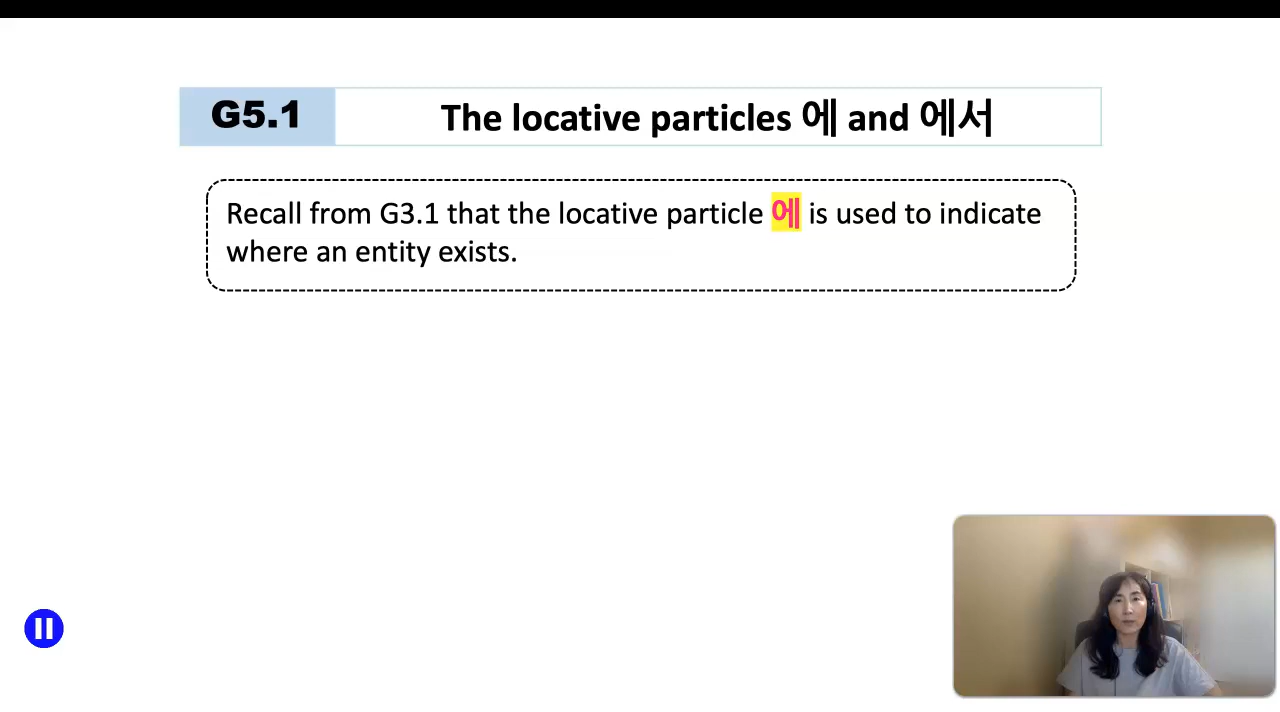 G5.1
The locative particles 에 and 에서
Recall from G3.1 that the locative particle 에 is used to indicate
where an entity exists.